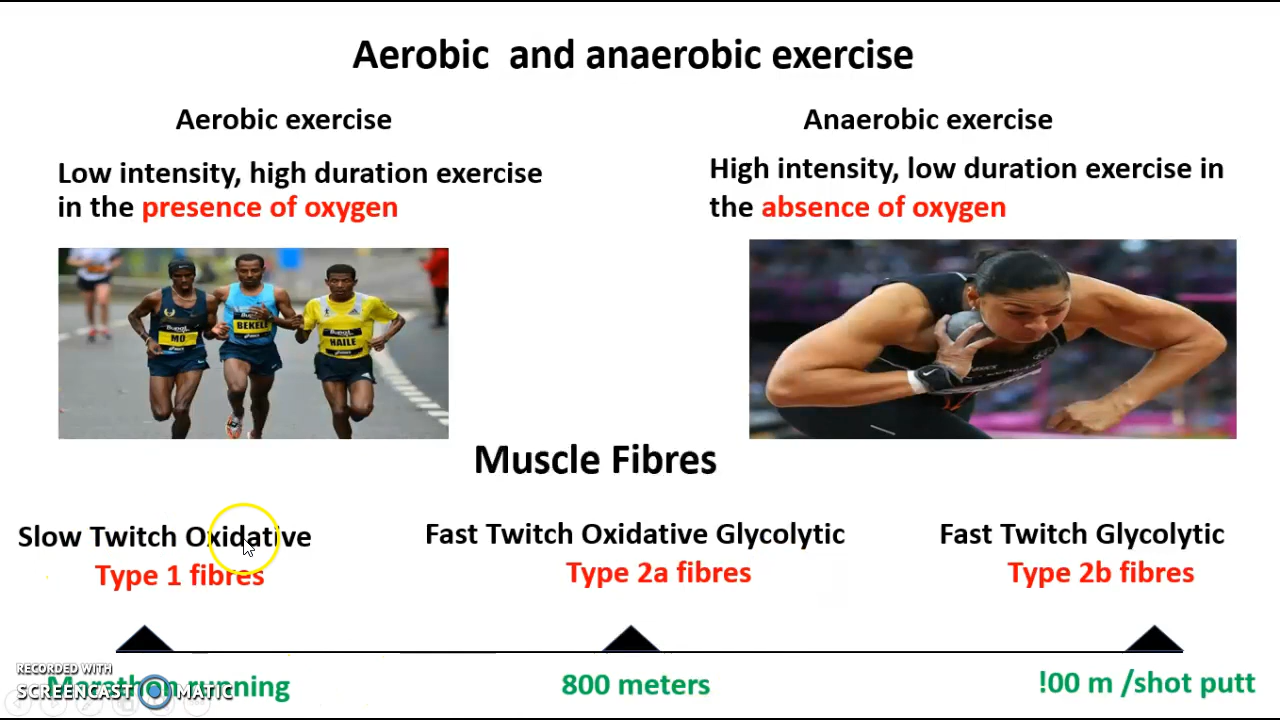 Aerobic and anaerobic exercise
Aerobic exercise
Low intensity, high duration exercise
in the presence of oxygen
Anaerobic exercise
High intensity, low duration exercise in
the absence of oxygen
MO
BEKELE
HAILE
Muscle Fibres
Slow Twitch Oxidative
Type 1 fibres
Fast Twitch Oxidative Glycolytic
Type 2a fibres
Fast Twitch Glycolytic
Type 2b fibres
Marathon running
800 meters
!00 m /shot putt
RECORDED WITH
SCREENCAST MATIC